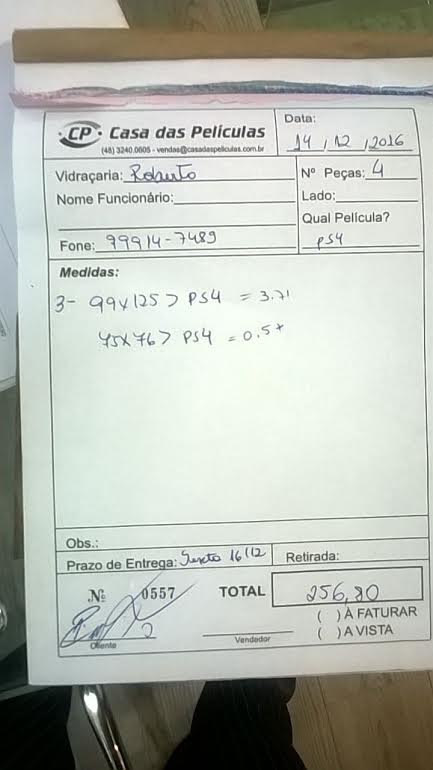 CP Casa das Películas
(48) 3240.0605 - vendas@casadaspeliculas.com.br
Data:
14, 12, 2016
Vidraçaria: Roberto
Nº Peças: 4
Nome Funcionário:
Lado:
Qual Película?
Fone: 99914-7489
PS4
Medidas:
3- 99x125> PS4 = 3.71
75x76> PS4 = 0.57
Obs.:
Prazo de Entrega: Sexta 16/12
Retirada:
Nº 0557
TOTAL
256,80
( ) À FATURAR
( ) A VISTA
Cliente
Vendedor